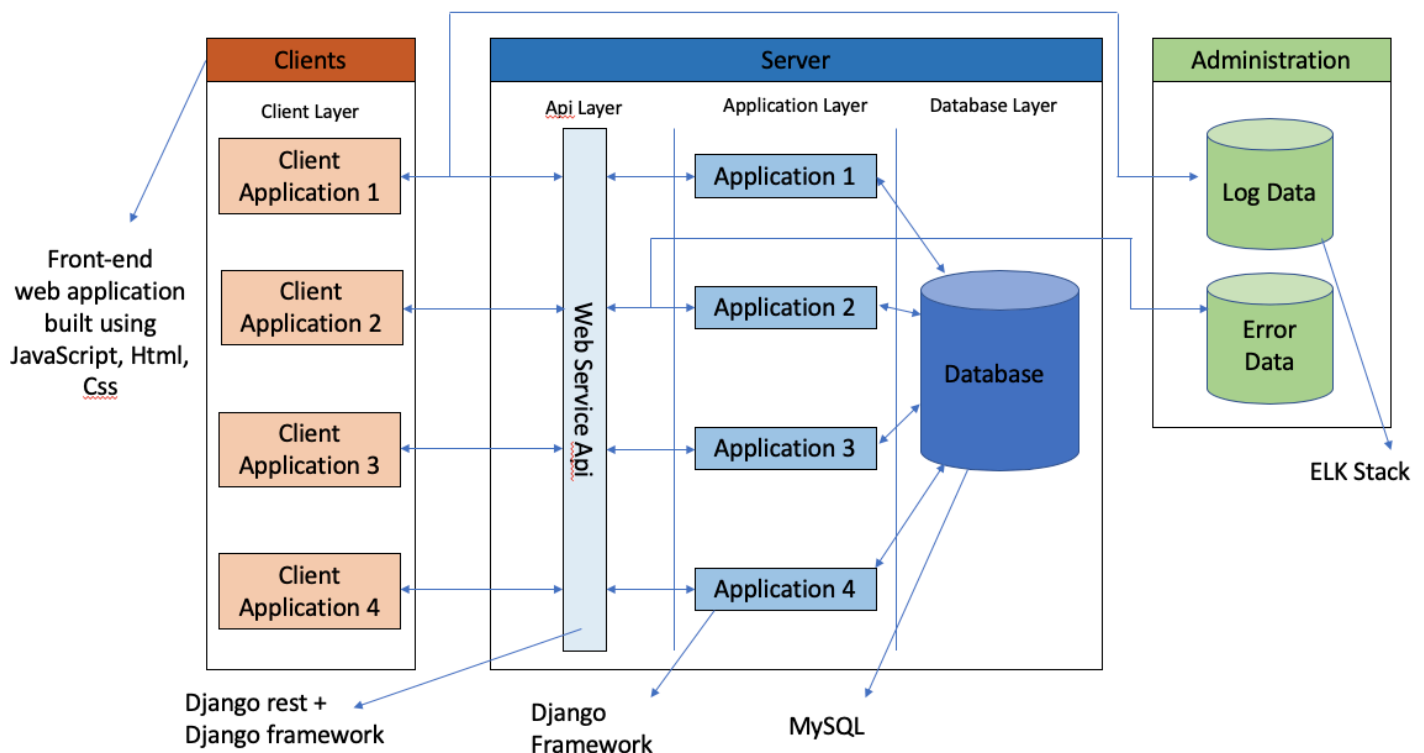 Clients
Server
Administration
Client Layer
Api Layer
Application Layer
Database Layer
Client
Application 1
Client
Application 2
Client
Application 3
Client
Application 4
Web Service Api
Application 1
Application 2
Application 3
Application 4
Database
Log Data
Error
Data
Front-end
web application
built using
JavaScript, Html,
Css
ELK Stack
Django rest +
Django framework
Django
Framework
MySQL